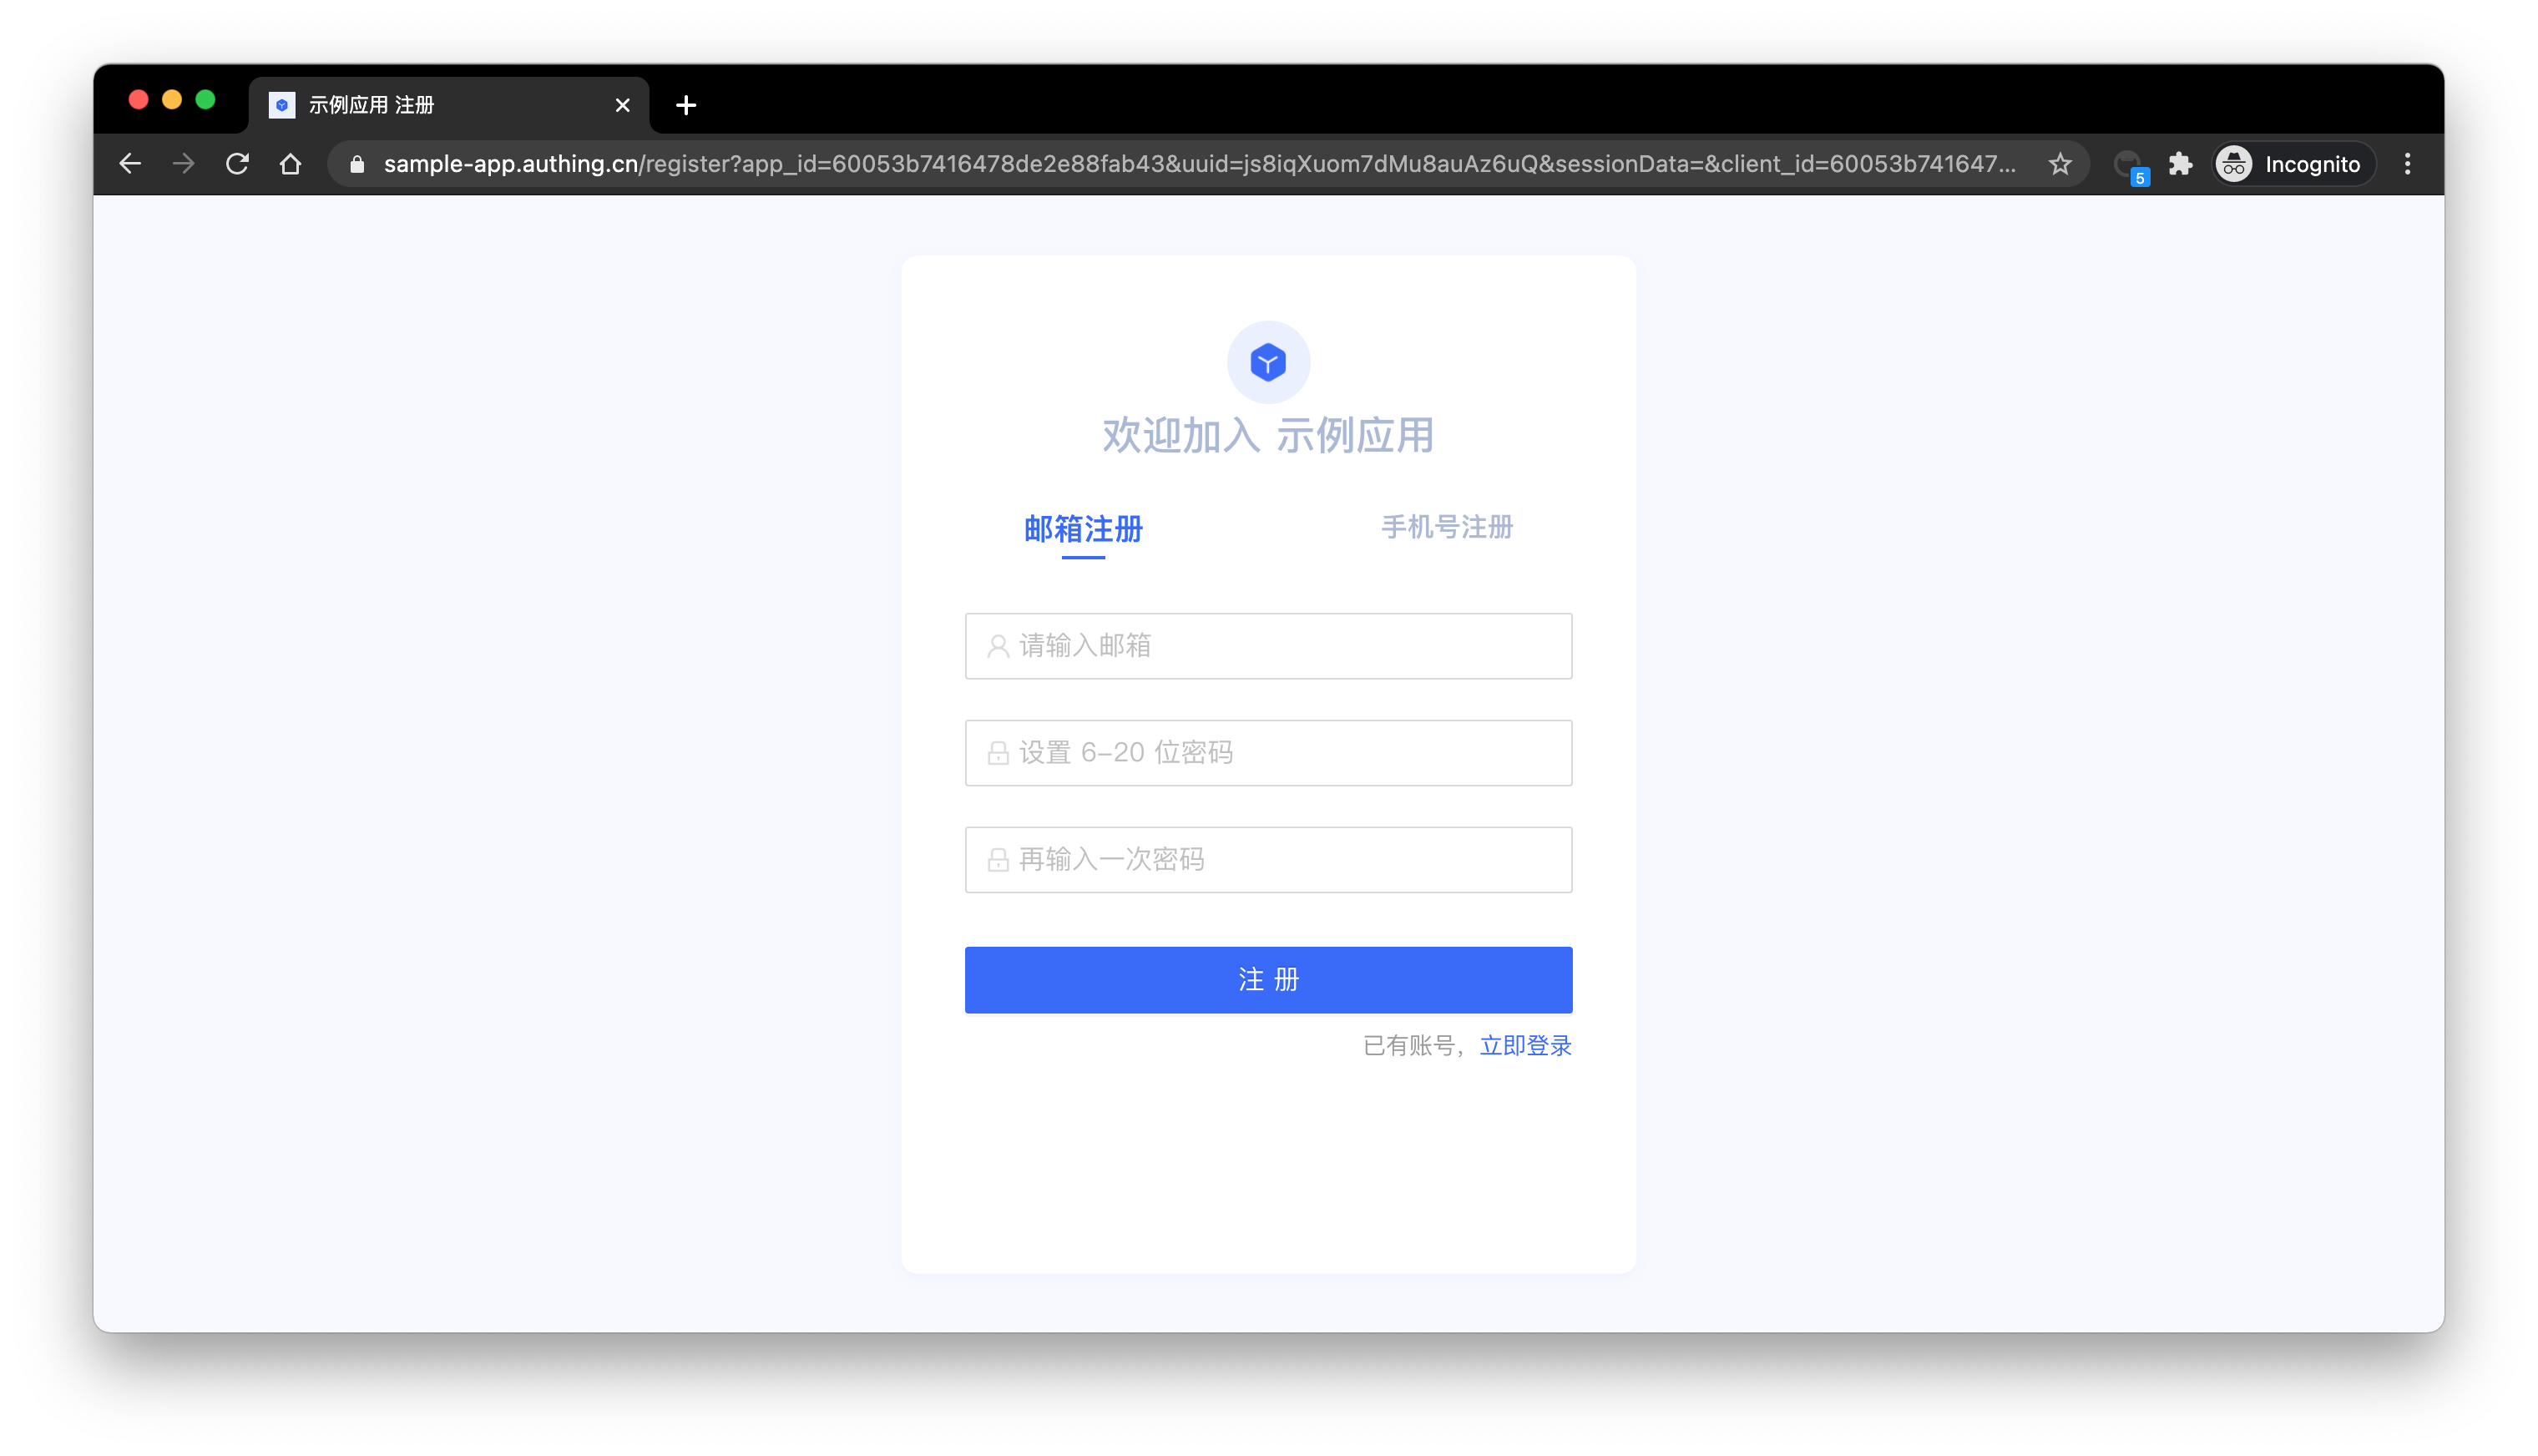 示例应用 注册
sample-app.authing.cn/register?app_id=60053b7416478de2e88fab43&uuid=js8iqXuom7dMu8auAz6uQ&sessionData=&client_id=60053b741647...
5
Incognito
欢迎加入 示例应用
邮箱注册
手机号注册
请输入邮箱
设置 6-20 位密码
再输入一次密码
注 册
已有账号，立即登录